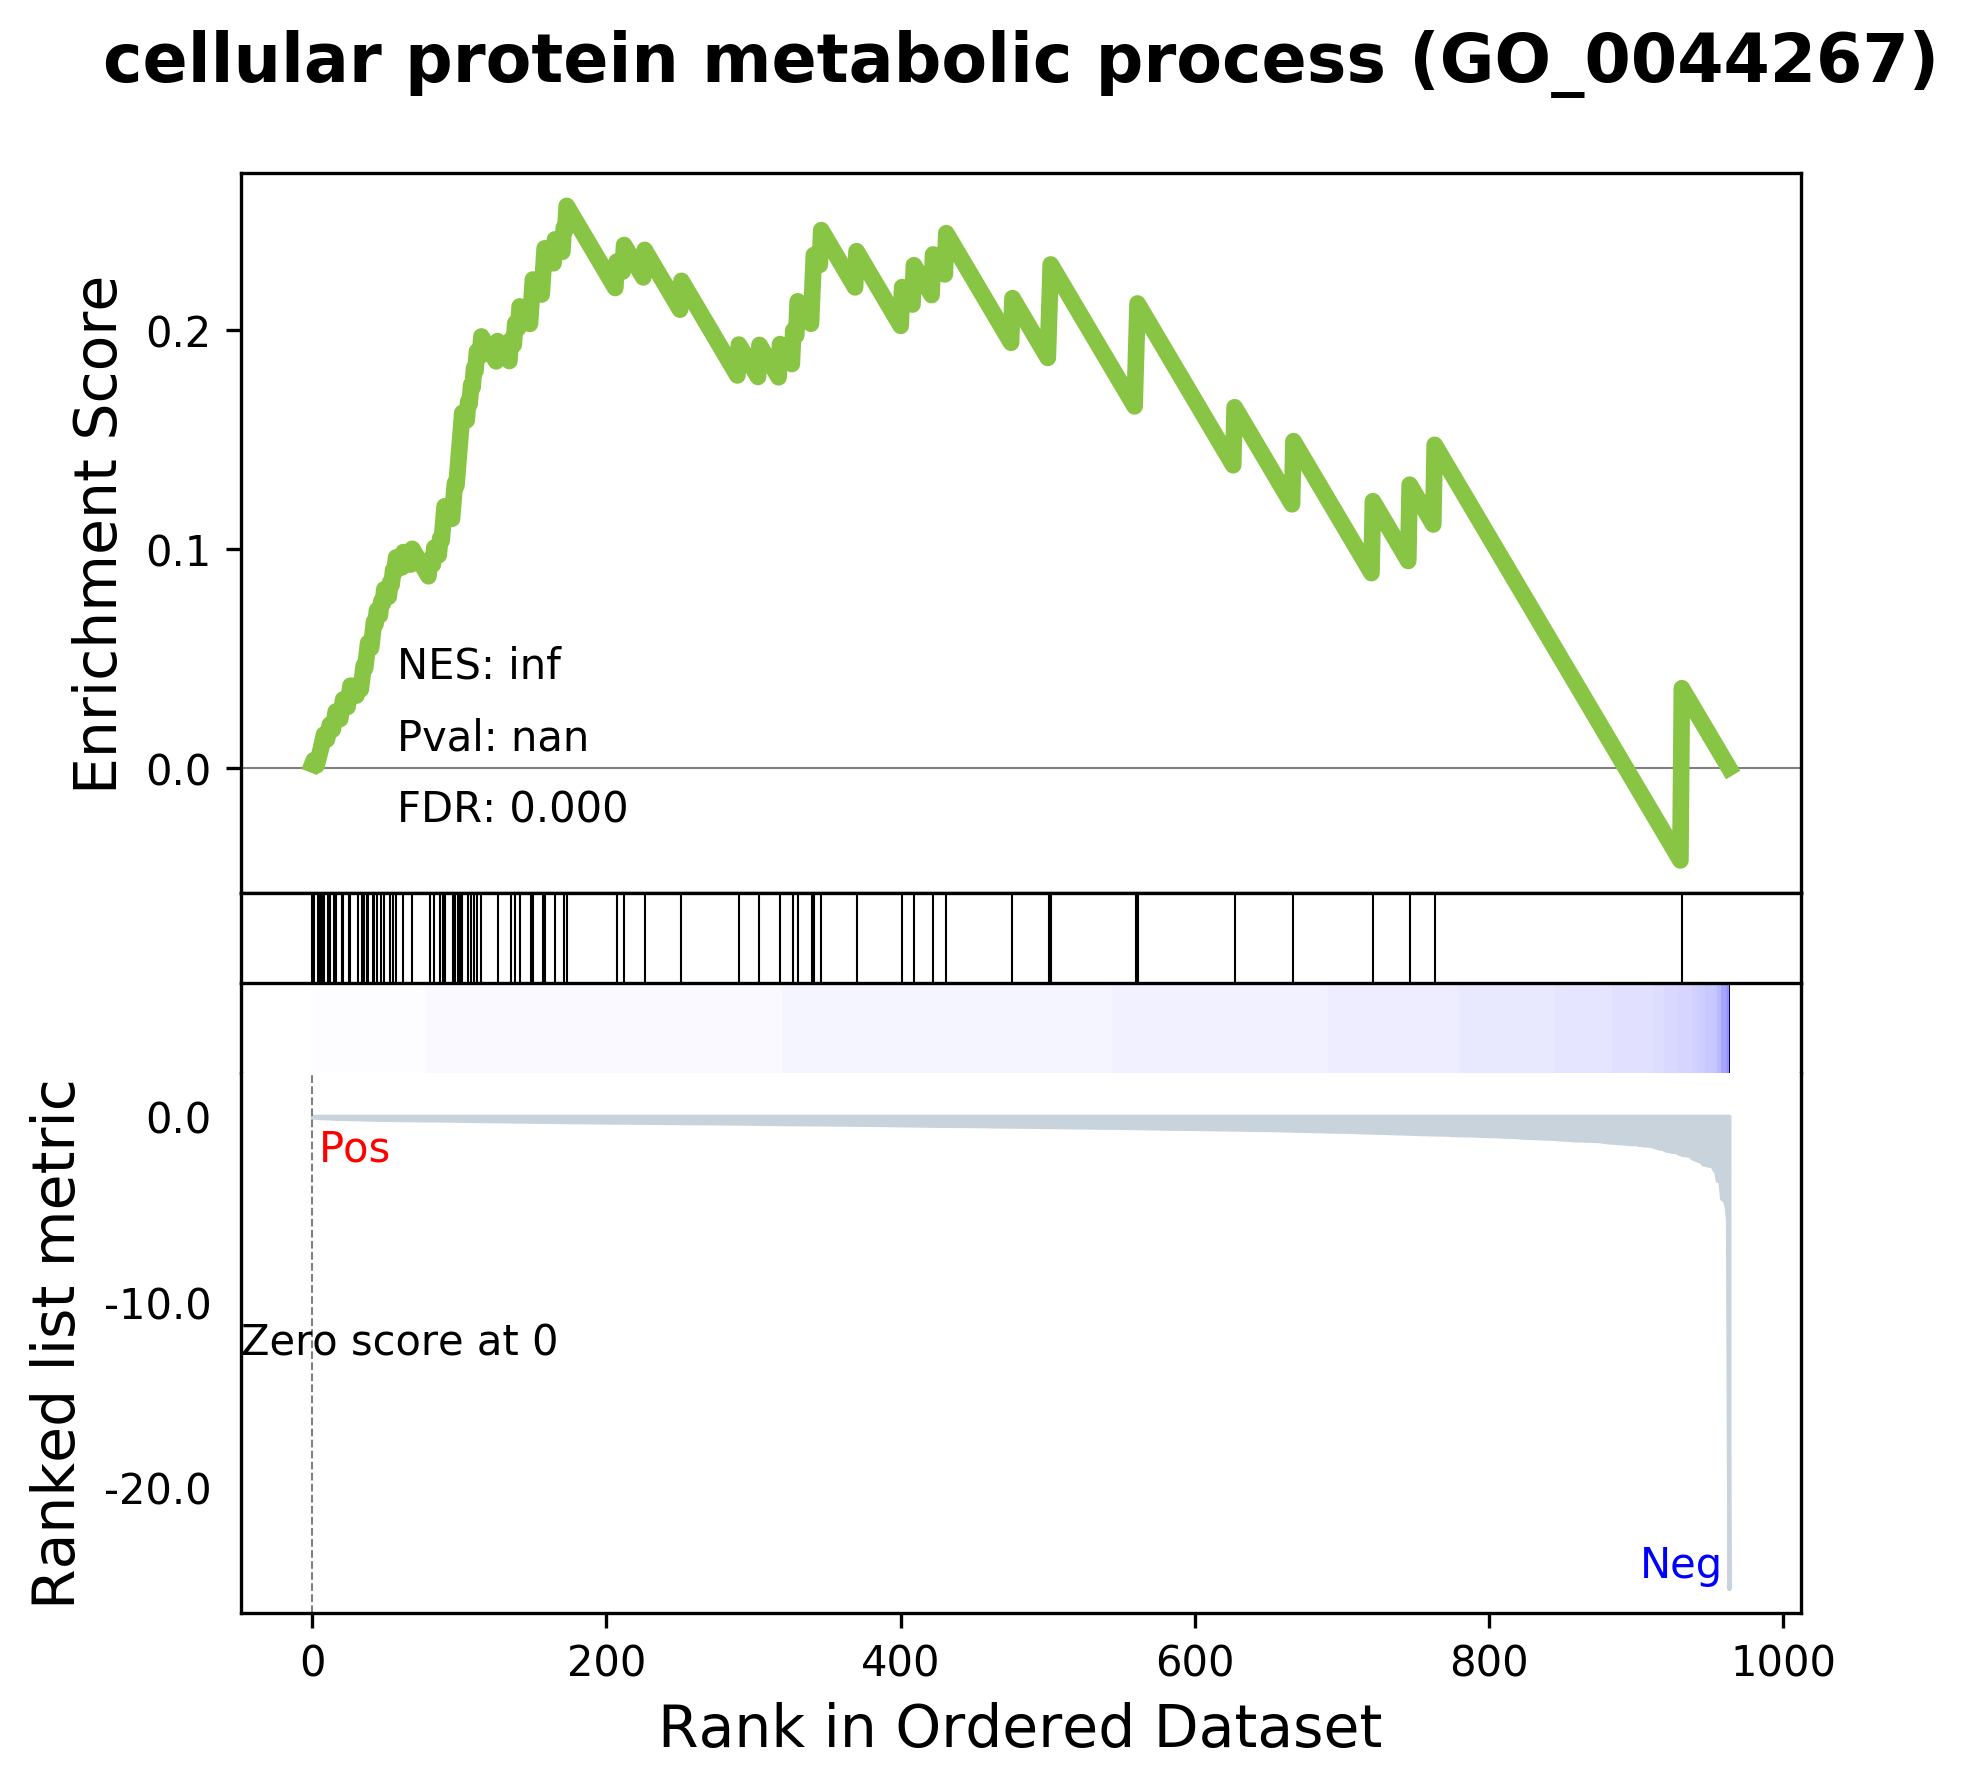 cellular protein metabolic process (GO_0044267)
Enrichment Score
0.2
0.1
0.0
NES: inf
Pval: nan
FDR: 0.000
Ranked list metric
0.0
-10.0
-20.0
Pos
Zero score at 0
Neg
0 200 400 600 800 1000
Rank in Ordered Dataset